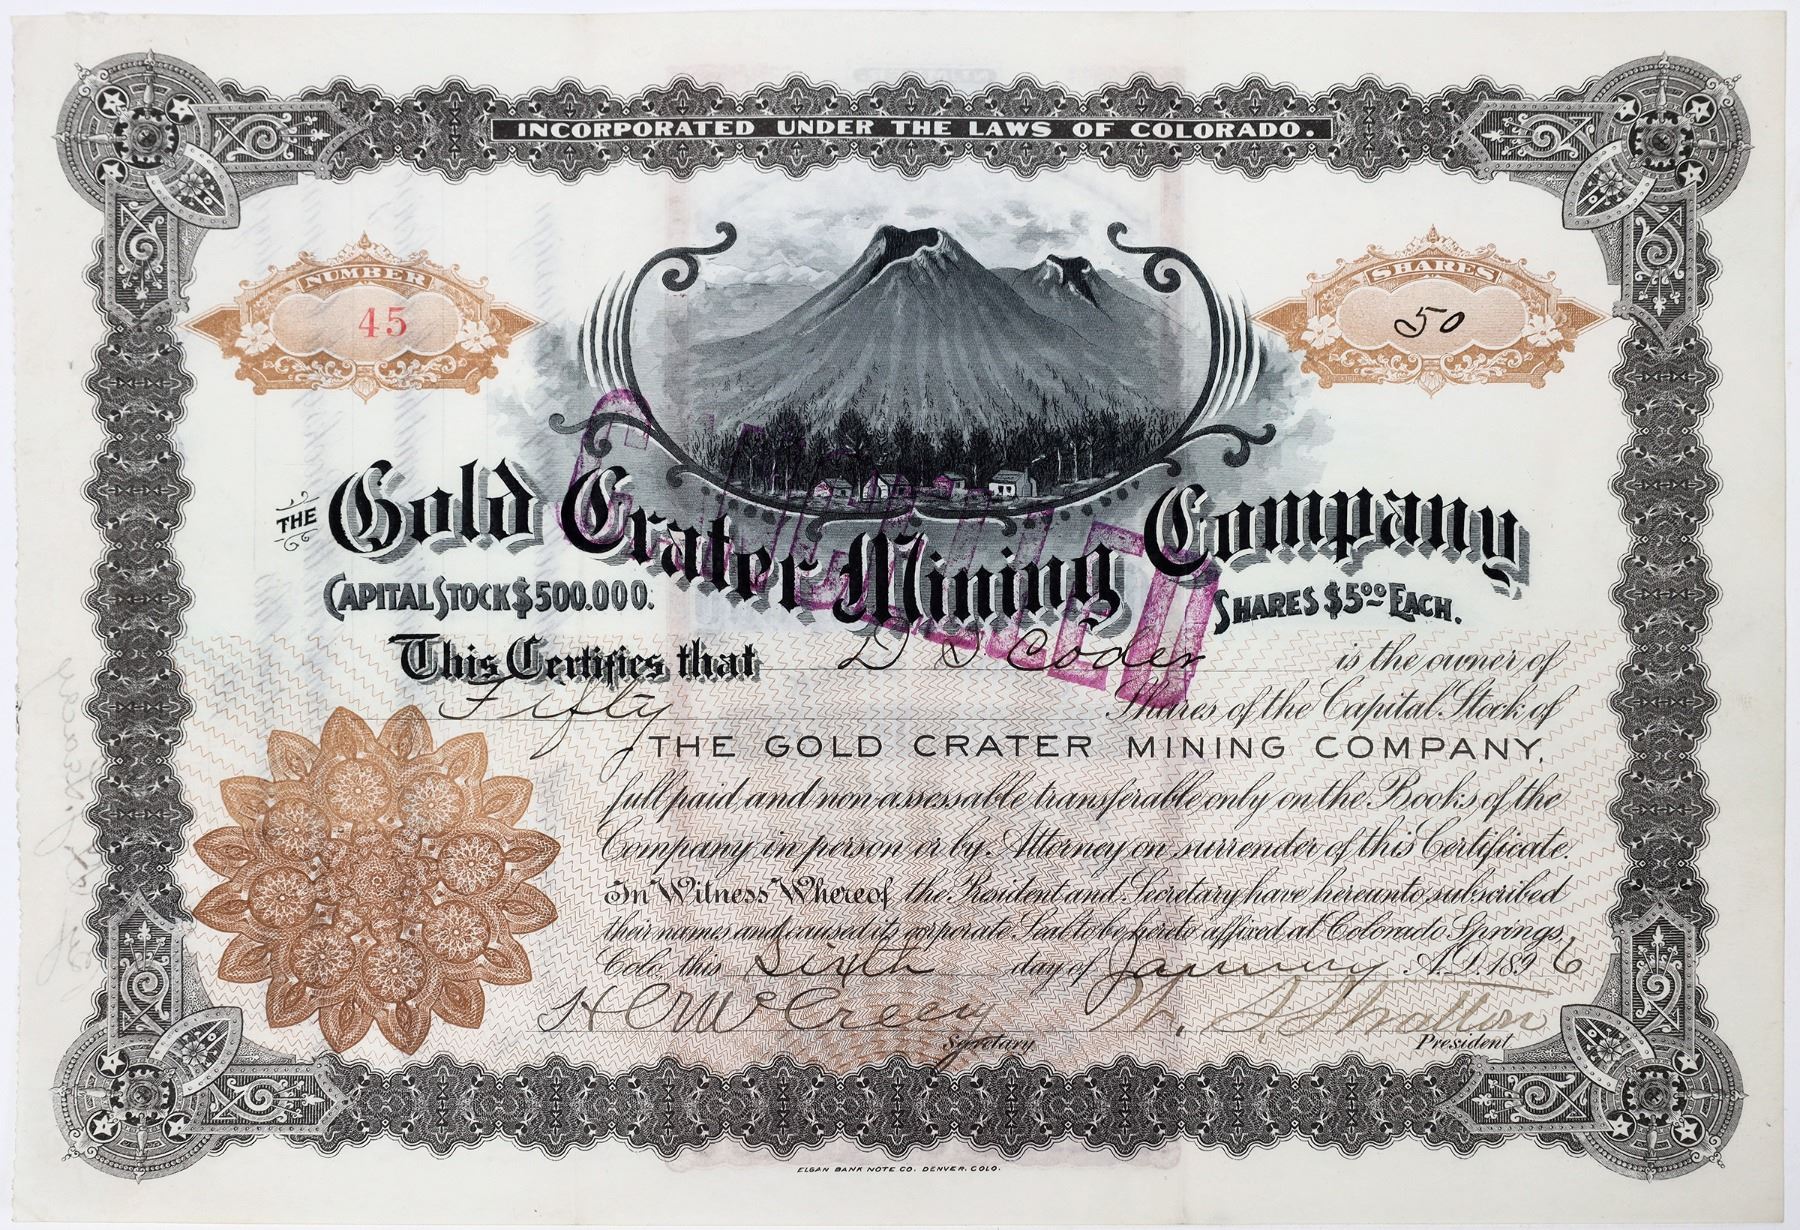 INCORPORATED UNDER THE LAWS OF COLORADO.
NUMBER
45
SHARES
50
THE Gold Crater Mining Company
CAPITAL STOCK $500.000.
SHARES $5.00 EACH.
CANCELLED
This Certifies that D S Coder is the owner of
Fifty Shares of the Capital Stock of
THE GOLD CRATER MINING COMPANY,
full paid and non-assessable transferable only on the Books of the
Company in person or by Attorney on surrender of this Certificate.
In Witness Whereof the President and Secretary have hereunto subscribed
their names and caused its corporate Seal to be hereto affixed at Colorado Springs
Colo. this Sixth day of January A.D. 1896
McCreery
W. S. Stratton
Secretary
President
ELGAN BANK NOTE CO. DENVER, COLO.